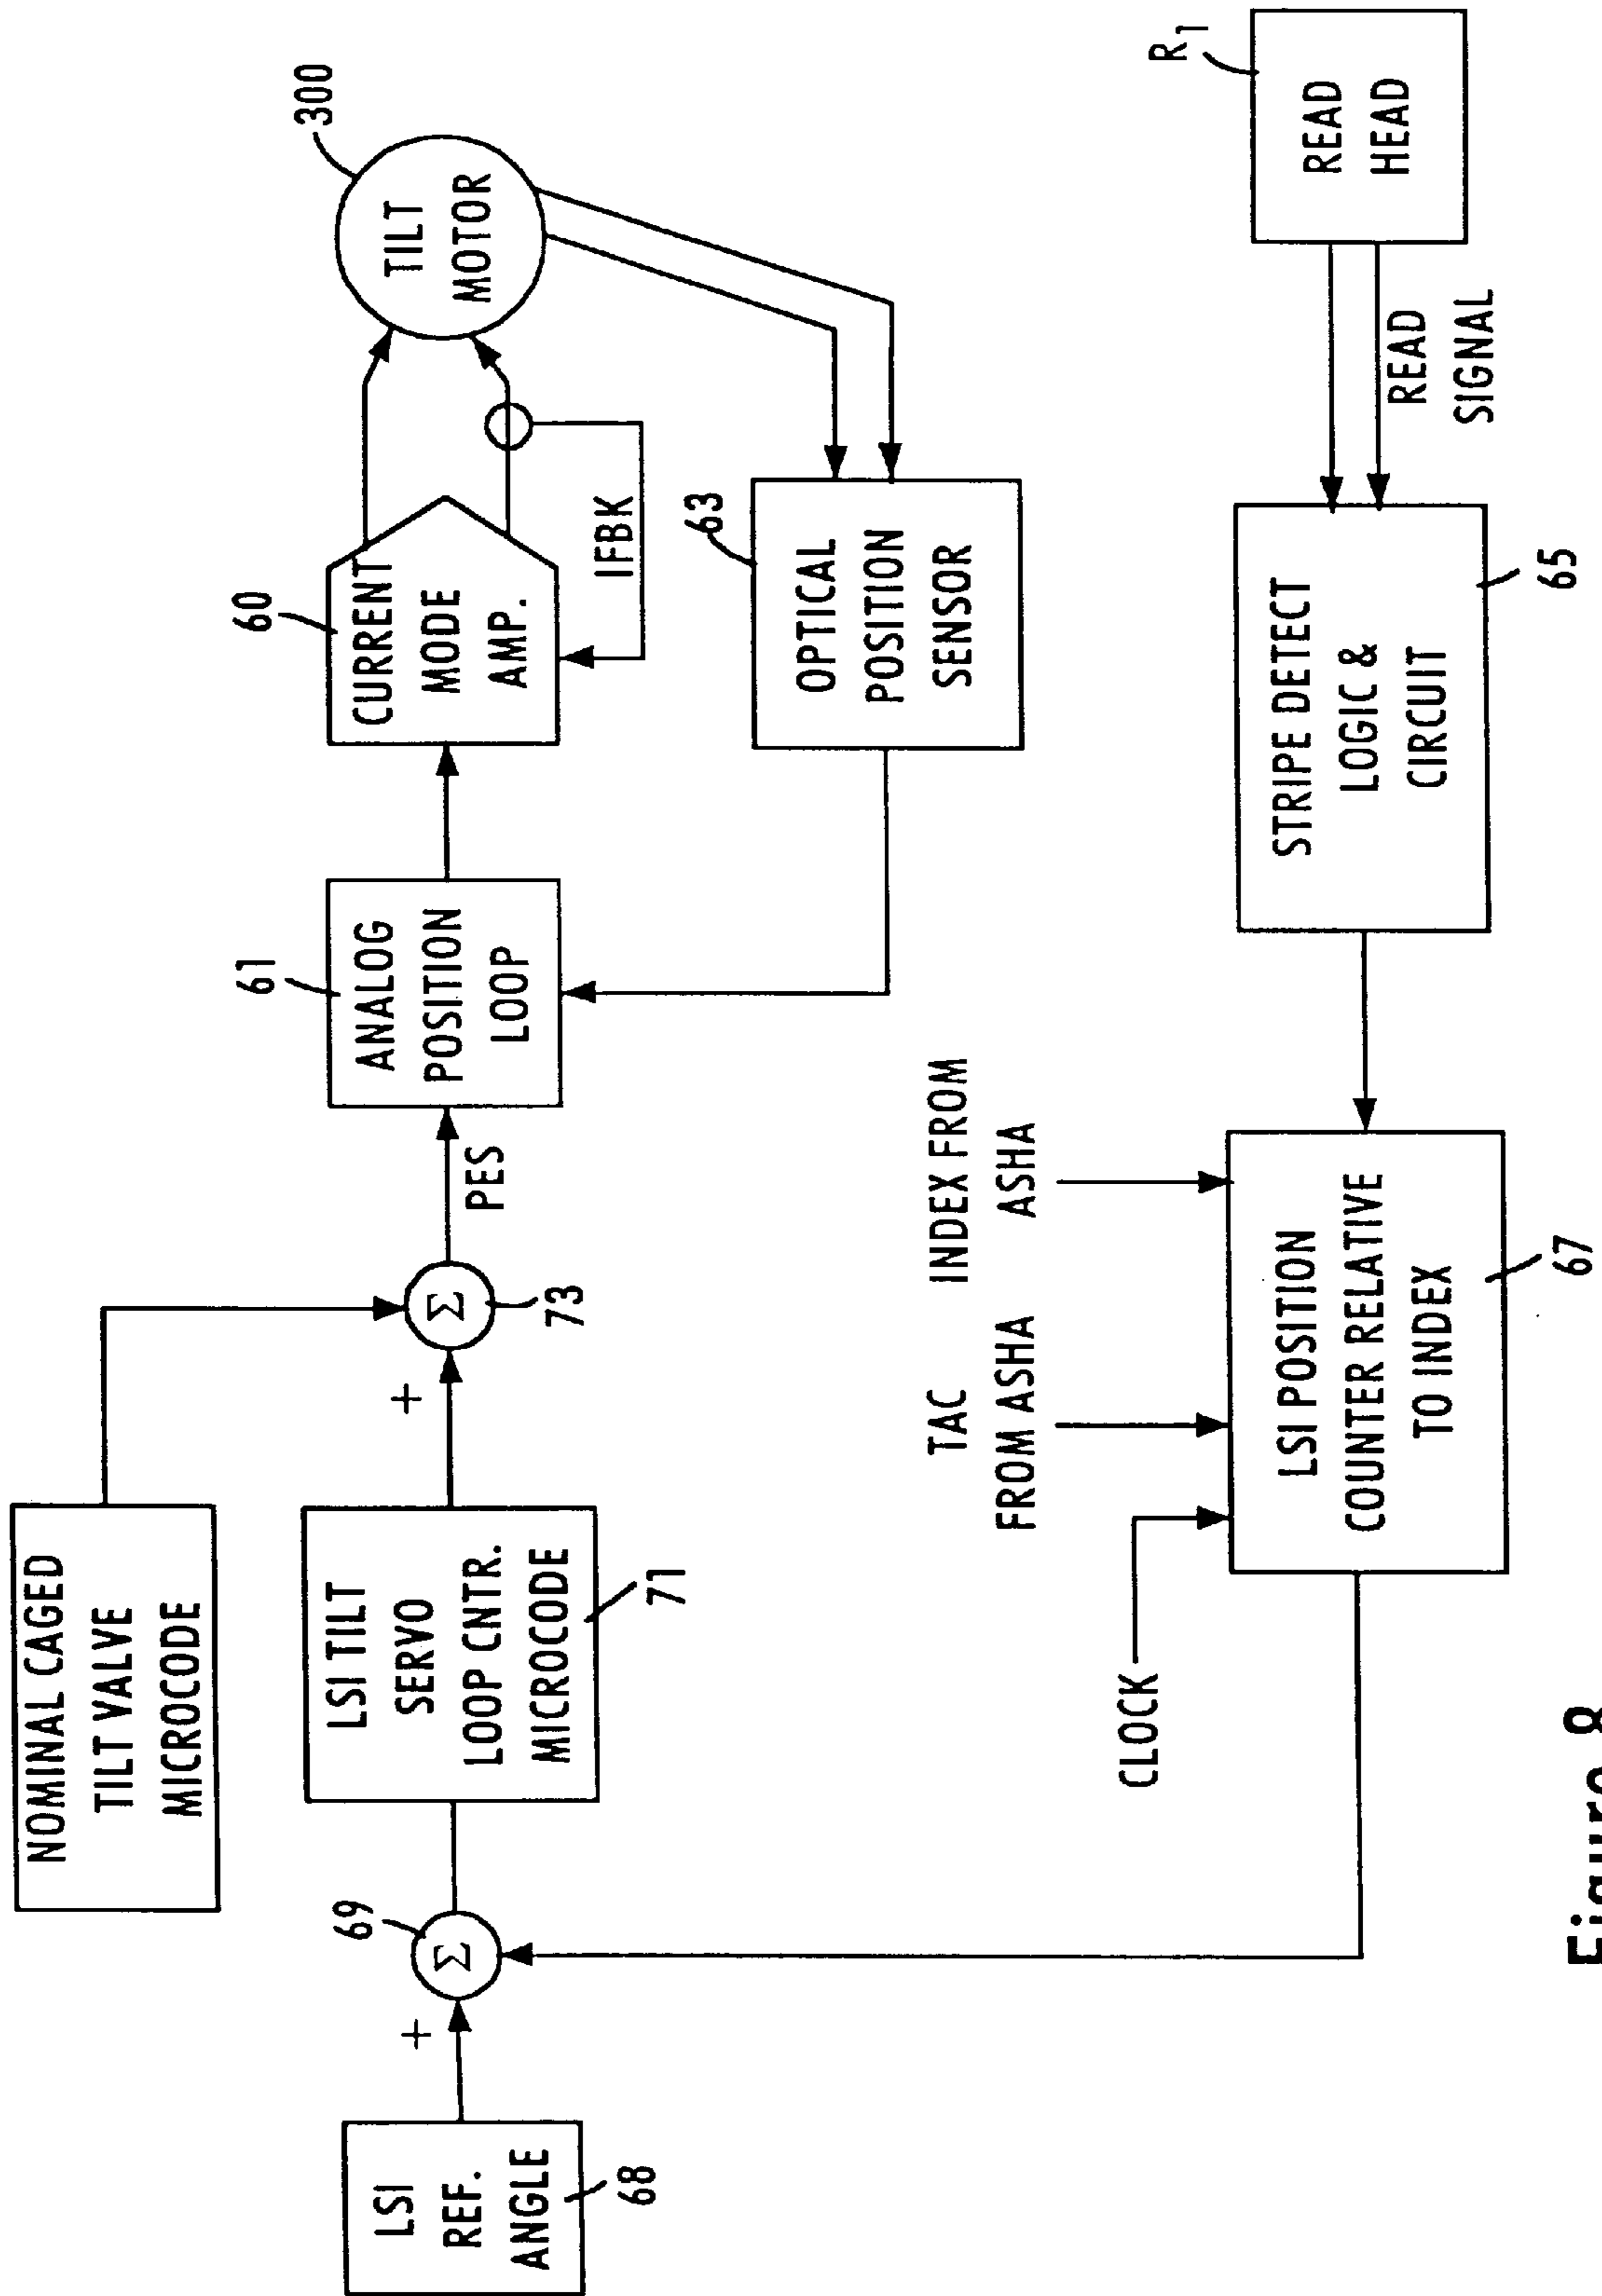 NOMINAL CAGED
TILT VALVE
MICROCODE
LSI
REF.
ANGLE
68
+
Σ
69
LSI TILT
SERVO
LOOP CNTR.
MICROCODE
71
+
Σ
73
PES
ANALOG
POSITION
LOOP
61
CURRENT
MODE
AMP.
60
IFBK
TILT
MOTOR
300
OPTICAL
POSITION
SENSOR
63
CLOCK
TAC
FROM ASHA
INDEX FROM
ASHA
LSI POSITION
COUNTER RELATIVE
TO INDEX
67
STRIPE DETECT
LOGIC &
CIRCUIT
65
READ
SIGNAL
READ
HEAD
R1
Figure 8